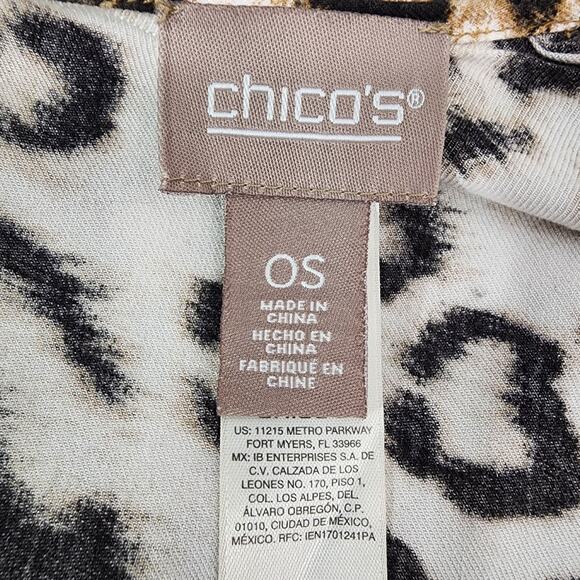 chico's®
OS
MADE IN
CHINA
HECHO EN
CHINA
FABRIQUÉ EN
CHINE
US: 11215 METRO PARKWAY
FORT MYERS, FL 33966
MX: IB ENTERPRISES S.A. DE
C.V. CALZADA DE LOS
LEONES NO. 170, PISO 1,
COL. LOS ALPES, DEL.
ÁLVARO OBREGÓN, C.P.
01010, CIUDAD DE MÉXICO,
MÉXICO. RFC: IEN1701241PA